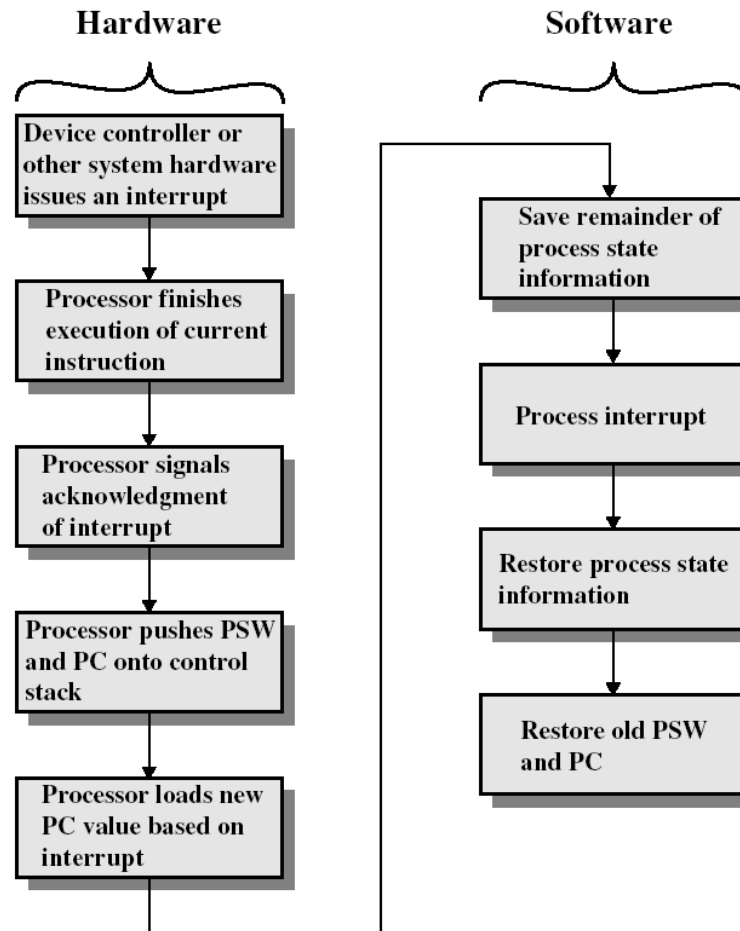 Hardware
Device controller or
other system hardware
issues an interrupt
Processor finishes
execution of current
instruction
Processor signals
acknowledgment
of interrupt
Processor pushes PSW
and PC onto control
stack
Processor loads new
PC value based on
interrupt
Software
Save remainder of
process state
information
Process interrupt
Restore process state
information
Restore old PSW
and PC